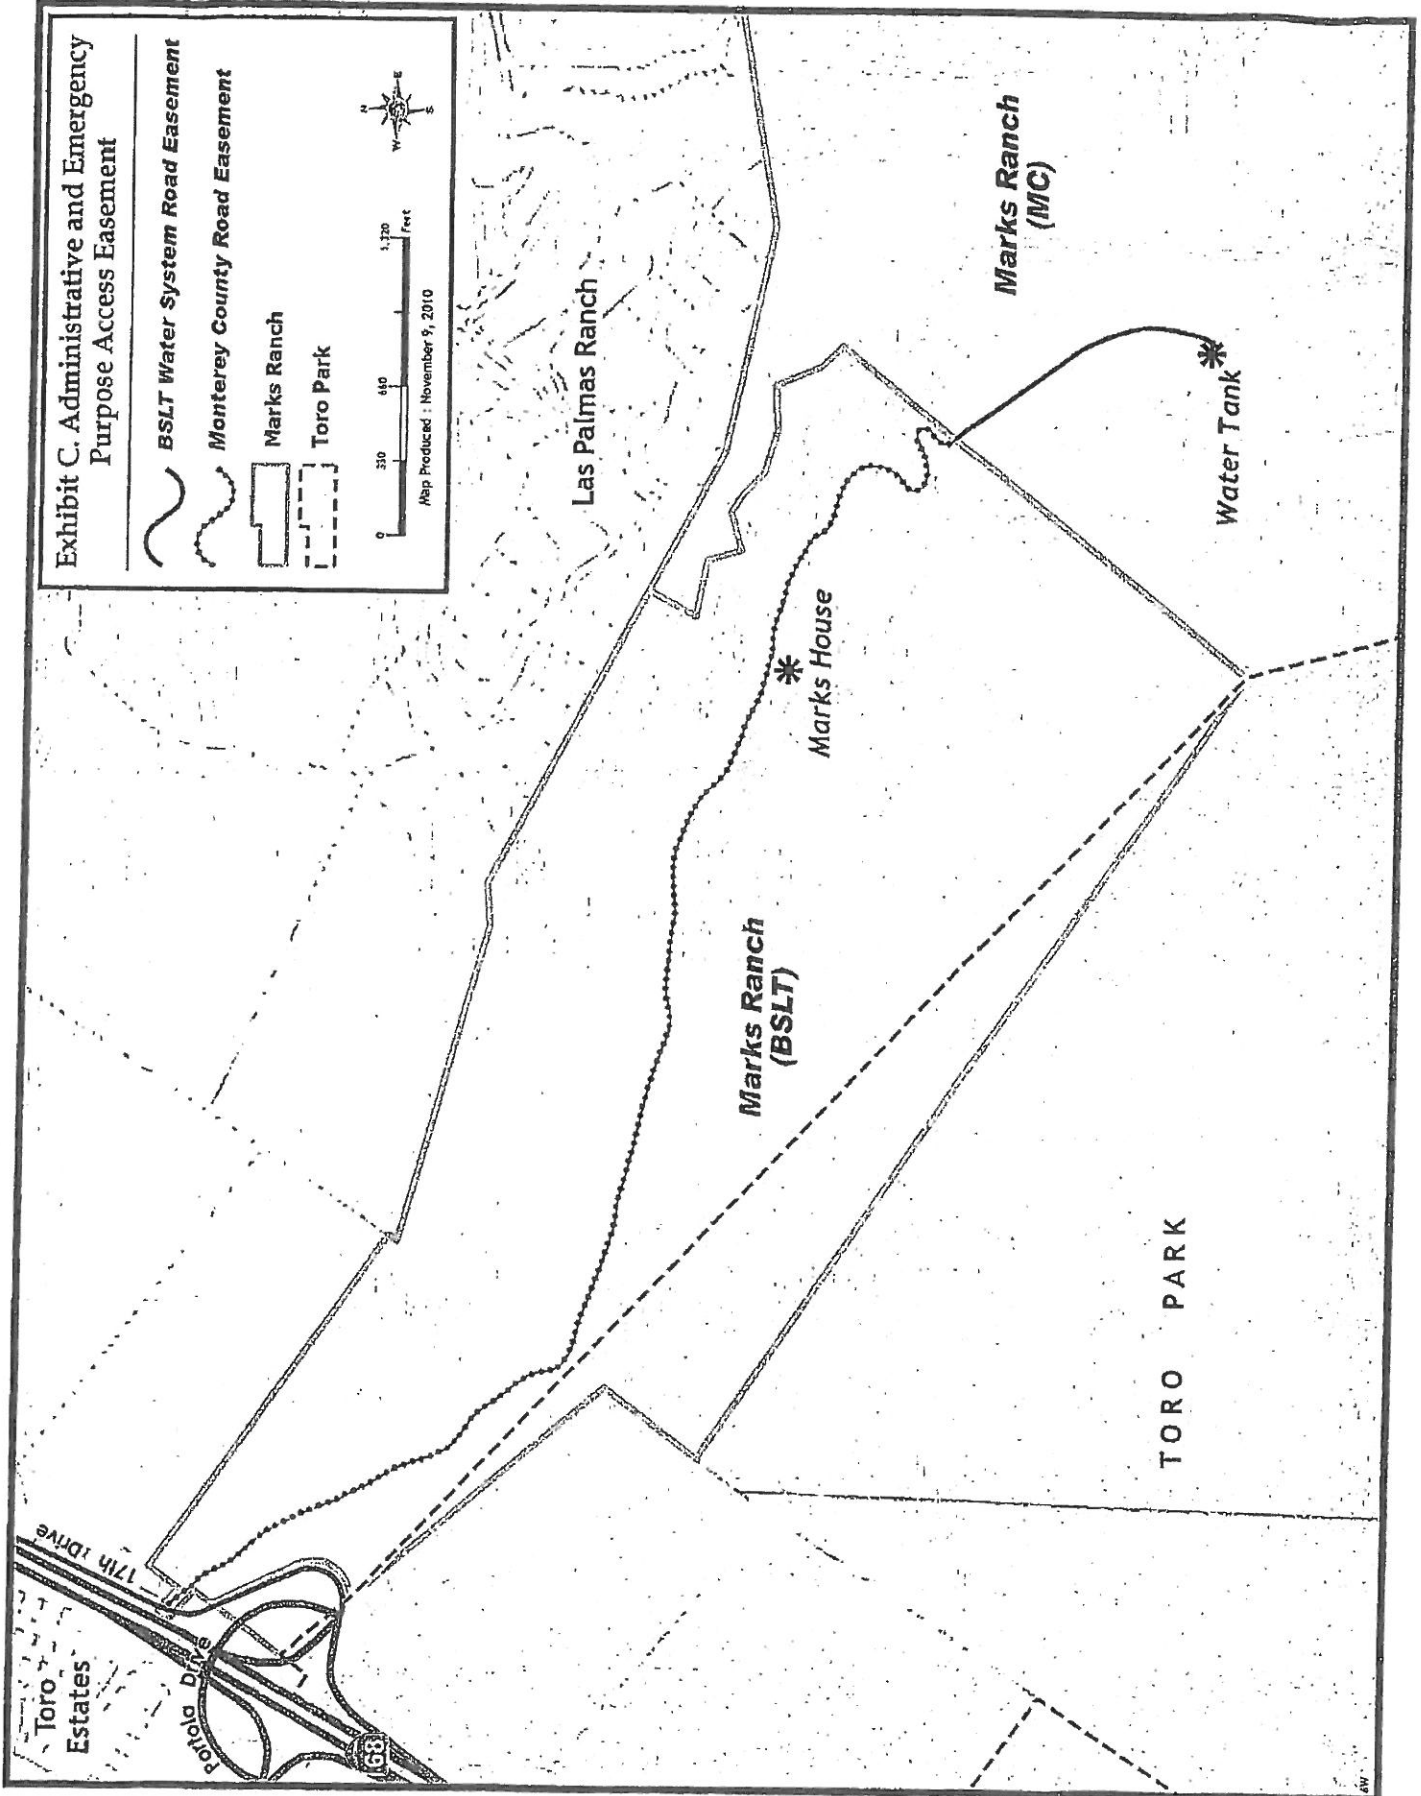 Exhibit C. Administrative and Emergency
Purpose Access Easement
BSLT Water System Road Easement
Monterey County Road Easement
Marks Ranch
Toro Park
N
W
E
S
0
330
660
1,320
Feet
Map Produced : November 9, 2010
Toro
Estates
17th
Drive
Portola Drive
68
Las Palmas Ranch
Marks Ranch
(BSLT)
Marks House
Marks Ranch
(MC)
Water Tank
TORO PARK